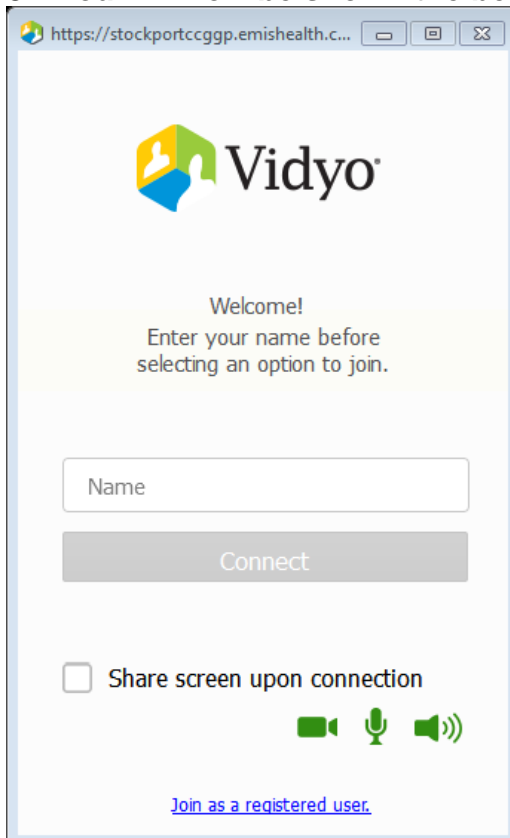 https://stockportccggp.emishealth.c...
Vidyo®
Welcome!
Enter your name before
selecting an option to join.
Name
Connect
Share screen upon connection
Join as a registered user.